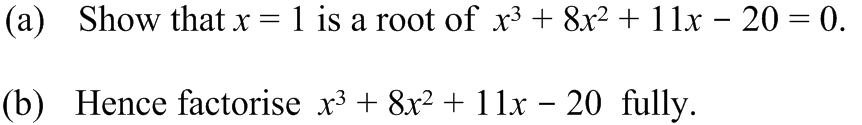 (a) Show that x = 1 is a root of x³ + 8x² + 11x − 20 = 0.
(b) Hence factorise x³ + 8x² + 11x − 20 fully.